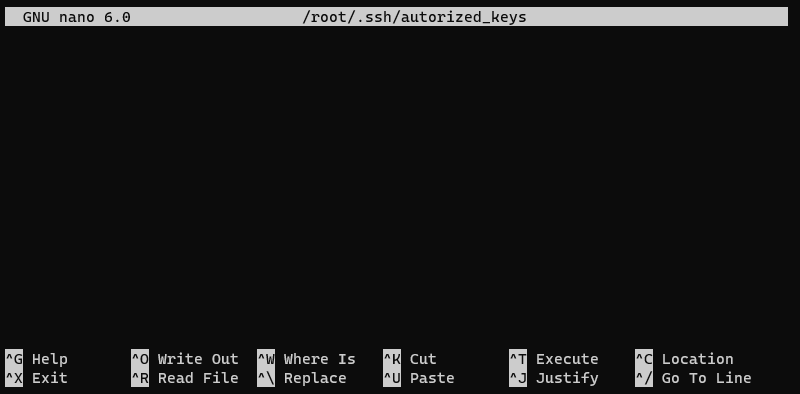 GNU nano 6.0 /root/.ssh/autorized_keys
^G Help ^O Write Out ^W Where Is ^K Cut ^T Execute ^C Location
^X Exit ^R Read File ^\ Replace ^U Paste ^J Justify ^/ Go To Line